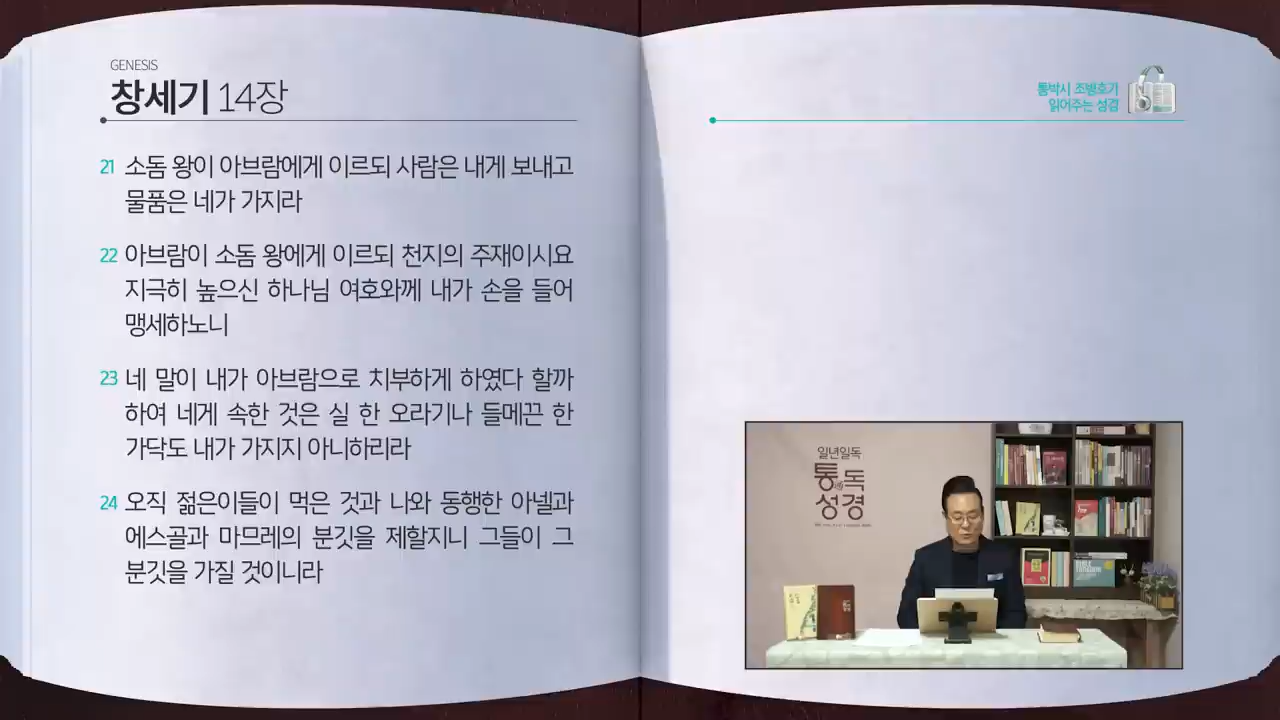 GENESIS
창세기 14장
통박사 조병호가
읽어주는 성경
21 소돔 왕이 아브람에게 이르되 사람은 내게 보내고
물품은 네가 가지라
22 아브람이 소돔 왕에게 이르되 천지의 주재이시요
지극히 높으신 하나님 여호와께 내가 손을 들어
맹세하노니
23 네 말이 내가 아브람으로 치부하게 하였다 할까
하여 네게 속한 것은 실 한 오라기나 들메끈 한
가닥도 내가 가지지 아니하리라
24 오직 젊은이들이 먹은 것과 나와 동행한 아넬과
에스골과 마므레의 분깃을 제할지니 그들이 그
분깃을 가질 것이니라
일년일독
통독
성경